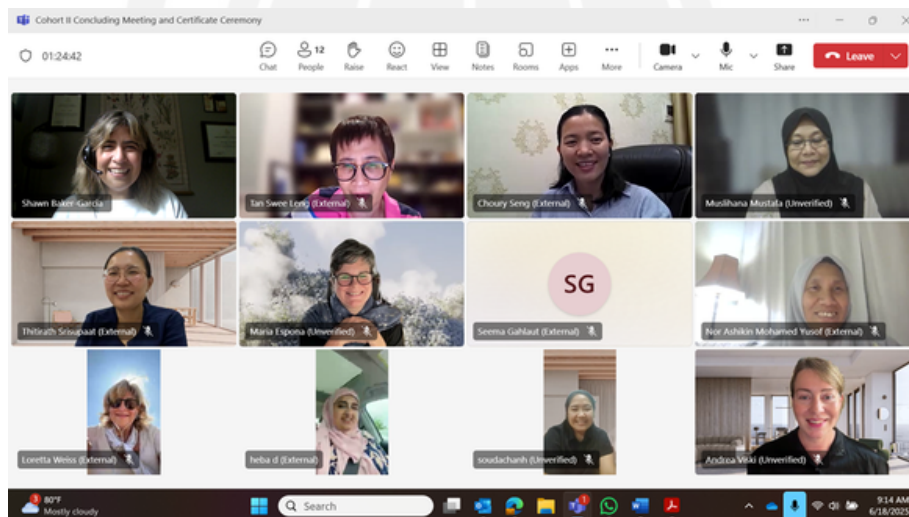 Cohort II Concluding Meeting and Certificate Ceremony
01:24:42
Chat
12
People
Raise
React
View
Notes
Rooms
Apps
More
Camera
Mic
Share
Leave
Shawn Baker-Garcia
Tan Swee Leng (External)
Choury Seng (External)
Muslihana Mustafa (Unverified)
Thitirath Srisupaat (External)
Maria Espona (Unverified)
SG
Seema Gahlaut (External)
Nor Ashikin Mohamed Yusof (External)
Loretta Weiss (External)
heba d (External)
soudachanh (Unverified)
Andrea Viski (Unverified)
3
80°F
Mostly cloudy
Search
1
9:14 AM
6/18/2025